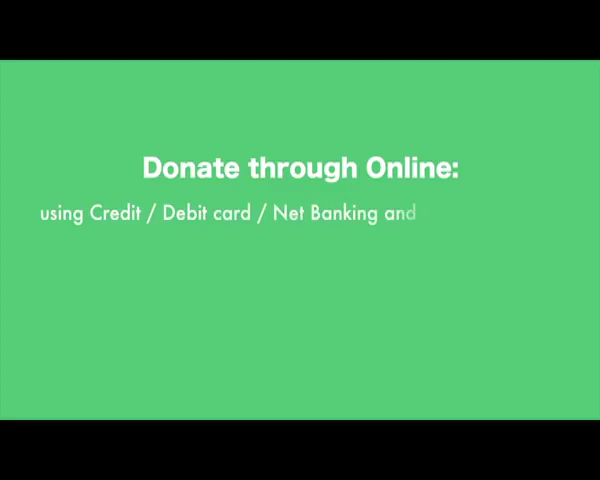 Donate through Online:
using Credit / Debit card / Net Banking and